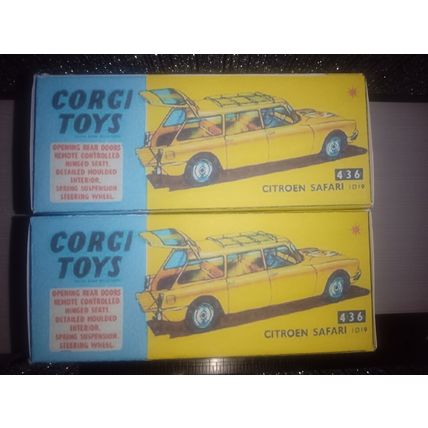 CORGI
TOYS
OPENING REAR DOORS
REMOTE CONTROLLED
HINGED SEATS.
DETAILED MOULDED
INTERIOR.
SPRING SUSPENSION.
STEERING WHEEL.
436
CITROEN SAFARI ID19
CORGI
TOYS
OPENING REAR DOORS
REMOTE CONTROLLED
HINGED SEATS.
DETAILED MOULDED
INTERIOR.
SPRING SUSPENSION.
STEERING WHEEL.
436
CITROEN SAFARI ID19